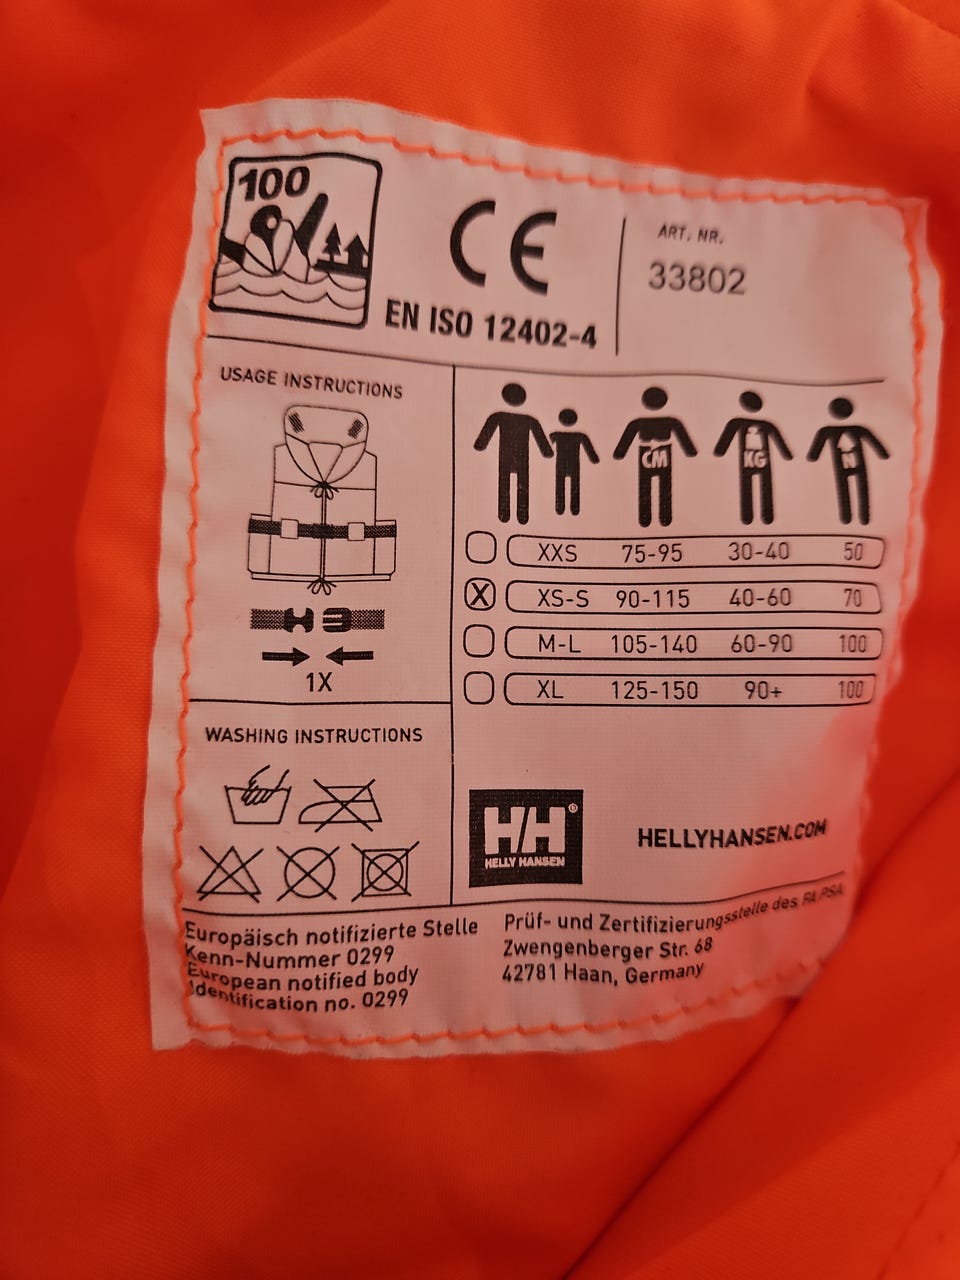 100
CE
EN ISO 12402-4
ART. NR.
33802
USAGE INSTRUCTIONS
1X
CM KG N
XXS 75-95 30-40 50
X XS-S 90-115 40-60 70
M-L 105-140 60-90 100
XL 125-150 90+ 100
WASHING INSTRUCTIONS
HH®
HELLY HANSEN
HELLYHANSEN.COM
Europäisch notifizierte Stelle
Kenn-Nummer 0299
European notified body
Identification no. 0299
Prüf- und Zertifizierungsstelle des FA PSA
Zwengenberger Str. 68
42781 Haan, Germany